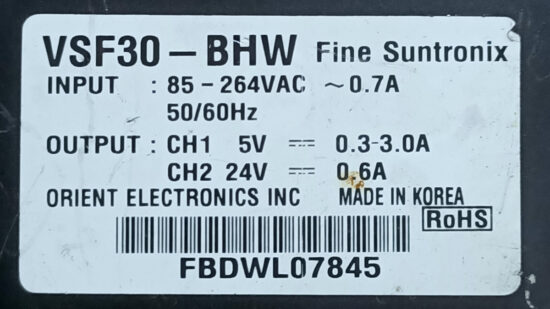 VSF30-BHW Fine Suntronix
INPUT : 85-264VAC ~0.7A
50/60Hz
OUTPUT : CH1 5V ⎓ 0.3-3.0A
CH2 24V ⎓ 0.6A
ORIENT ELECTRONICS INC MADE IN KOREA
RoHS
FBDWL07845